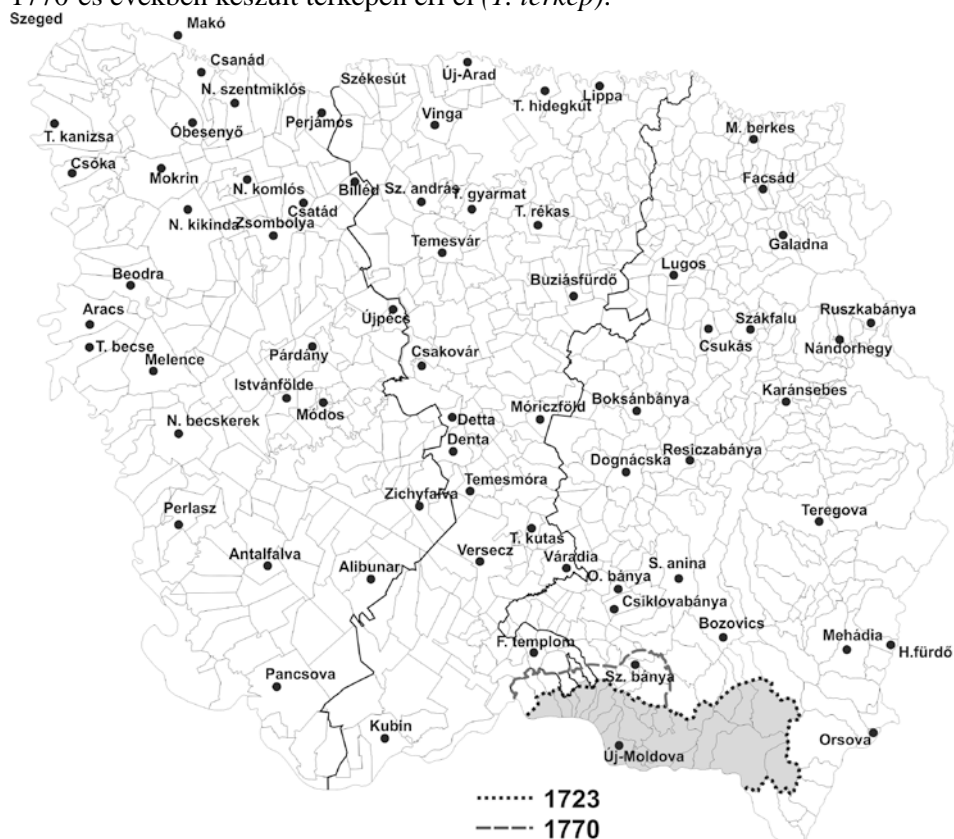 1770-es években készült térképen éri el (1. térkép).
Szeged
Makó
Csanád
N. szentmiklós
Székesút
Új-Arad
T. hidegkút
Lippa
T. kanizsa
Óbesenyő
Perjámos
Vinga
M. berkes
Csóka
Mokrin
N. komlós
Billéd
Sz. andrás
T. gyarmat
Facsád
N. kikinda
Csatád
Zsombolya
T. rékas
Temesvár
Galadna
Beodra
Buziásfürdő
Lugos
Aracs
Újpécs
Ruszkabánya
Szákfalu
Csukás
Nándorhegy
T. becse
Melence
Párdány
Csakovár
Istvánfölde
Módos
Móriczföld
Boksánbánya
Karánsebes
N. becskerek
Detta
Denta
Dognácska
Resiczabánya
Zichyfalva
Temesmóra
Perlasz
Teregova
T. kutas
Antalfalva
Alibunar
Versecz
Váradia
S. anina
O. bánya
Csiklovabánya
Bozovics
Mehádia
H.fürdő
F. templom
Sz. bánya
Pancsova
Kubin
Új-Moldova
Orsova
1723
1770